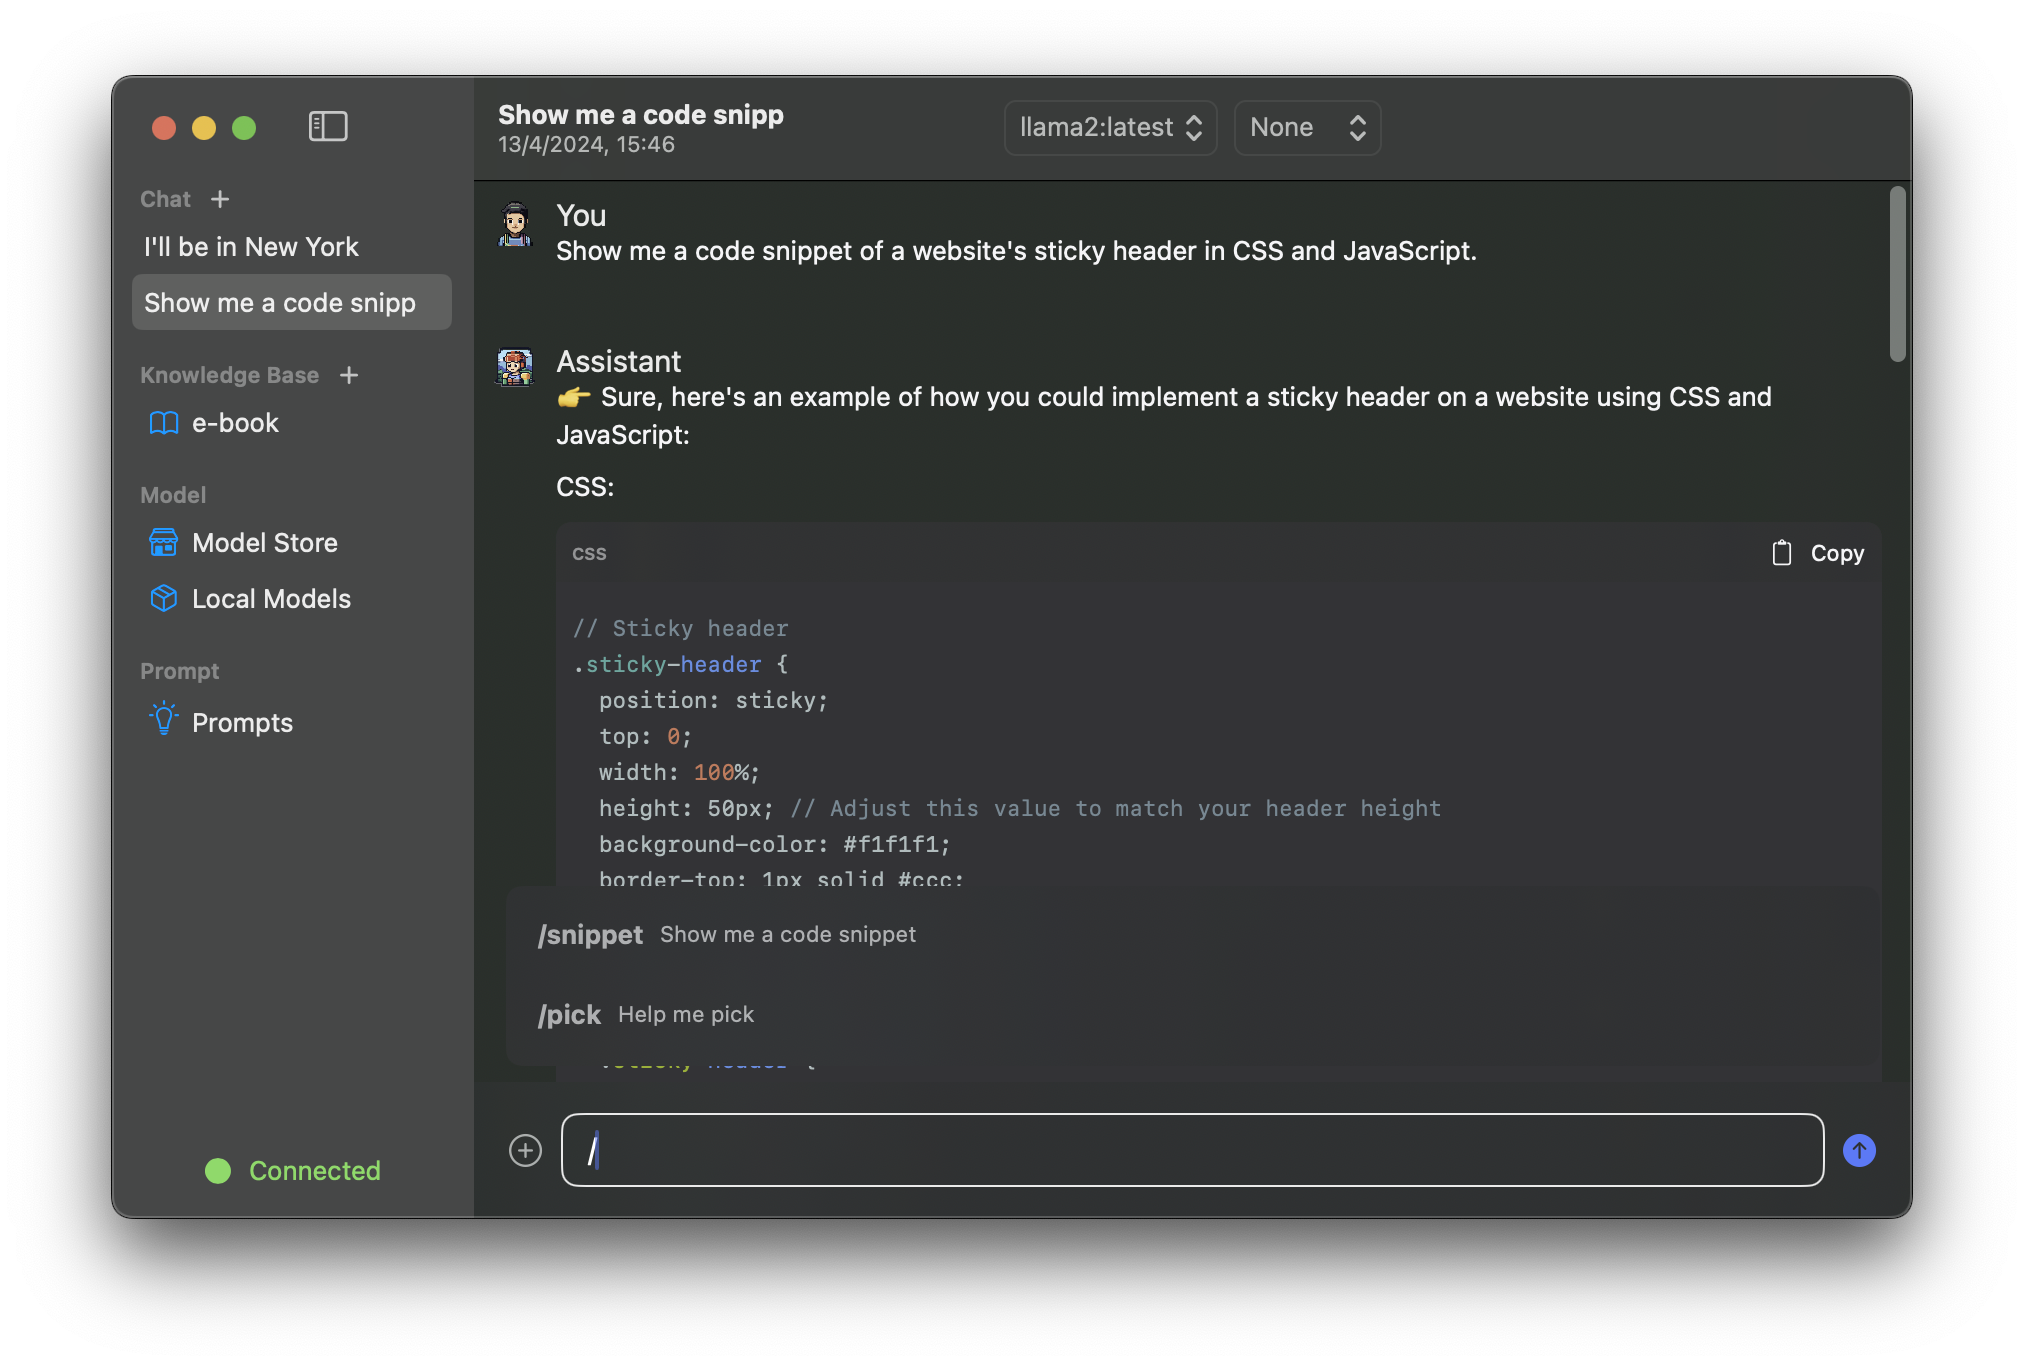 Chat +
I'll be in New York
Show me a code snipp
Knowledge Base +
e-book
Model
Model Store
Local Models
Prompt
Prompts
Connected
Show me a code snipp
13/4/2024, 15:46
llama2:latest
None
You
Show me a code snippet of a website's sticky header in CSS and JavaScript.
Assistant
👉 Sure, here's an example of how you could implement a sticky header on a website using CSS and
JavaScript:
CSS:
css
Copy
// Sticky header
.sticky-header {
position: sticky;
top: 0;
width: 100%;
height: 50px; // Adjust this value to match your header height
background-color: #f1f1f1;
border-top: 1px solid #ccc;
/snippet Show me a code snippet
/pick Help me pick
.sticky-header {
/